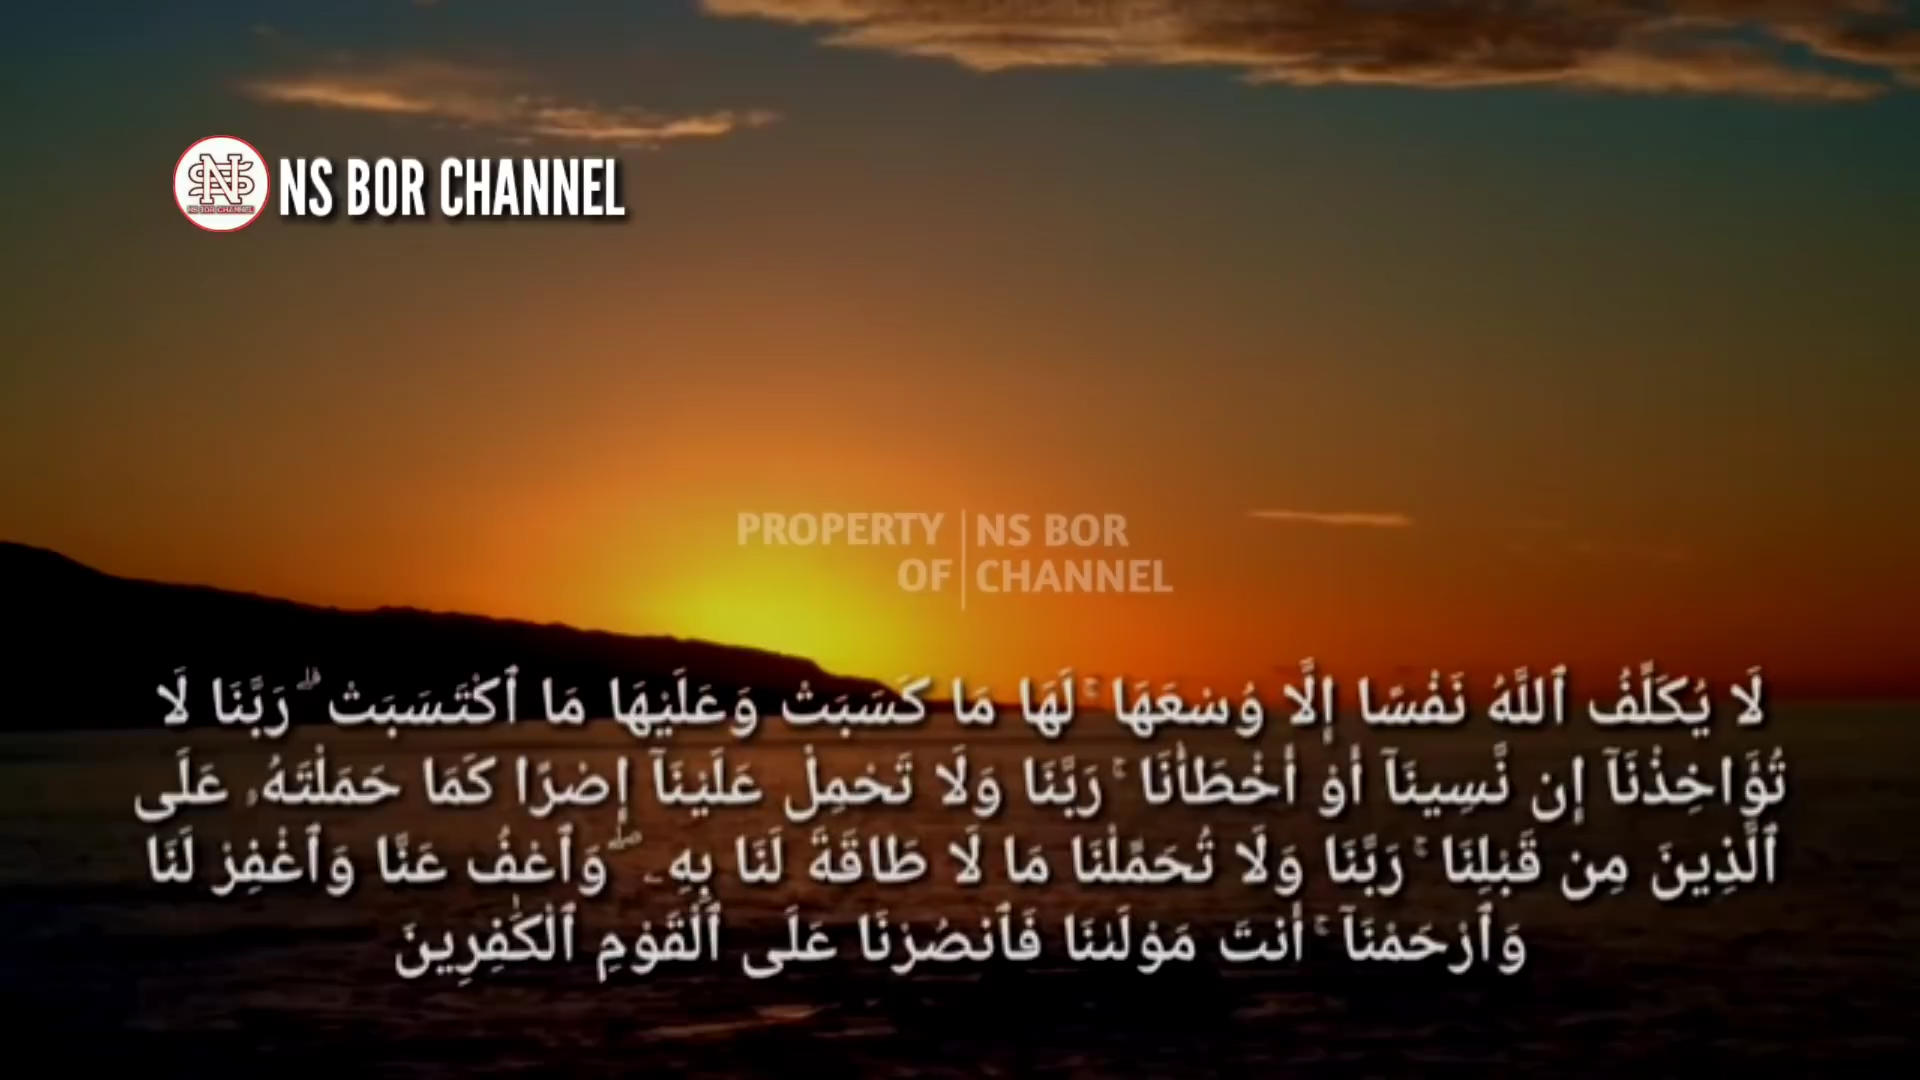 NS BOR CHANNEL
PROPERTY OF
NS BOR CHANNEL
لَا يُكَلِّفُ ٱللَّهُ نَفْسًا إِلَّا وُسْعَهَا ۚ لَهَا مَا كَسَبَتْ وَعَلَيْهَا مَا ٱكْتَسَبَتْ ۗ رَبَّنَا لَا
تُؤَاخِذْنَآ إِن نَّسِينَآ أَوْ أَخْطَأْنَا ۚ رَبَّنَا وَلَا تَحْمِلْ عَلَيْنَآ إِصْرًا كَمَا حَمَلْتَهُۥ عَلَى
ٱلَّذِينَ مِن قَبْلِنَا ۚ رَبَّنَا وَلَا تُحَمِّلْنَا مَا لَا طَاقَةَ لَنَا بِهِۦ ۖ وَٱعْفُ عَنَّا وَٱغْفِرْ لَنَا
وَٱرْحَمْنَآ ۚ أَنتَ مَوْلَىٰنَا فَٱنصُرْنَا عَلَى ٱلْقَوْمِ ٱلْكَٰفِرِينَ